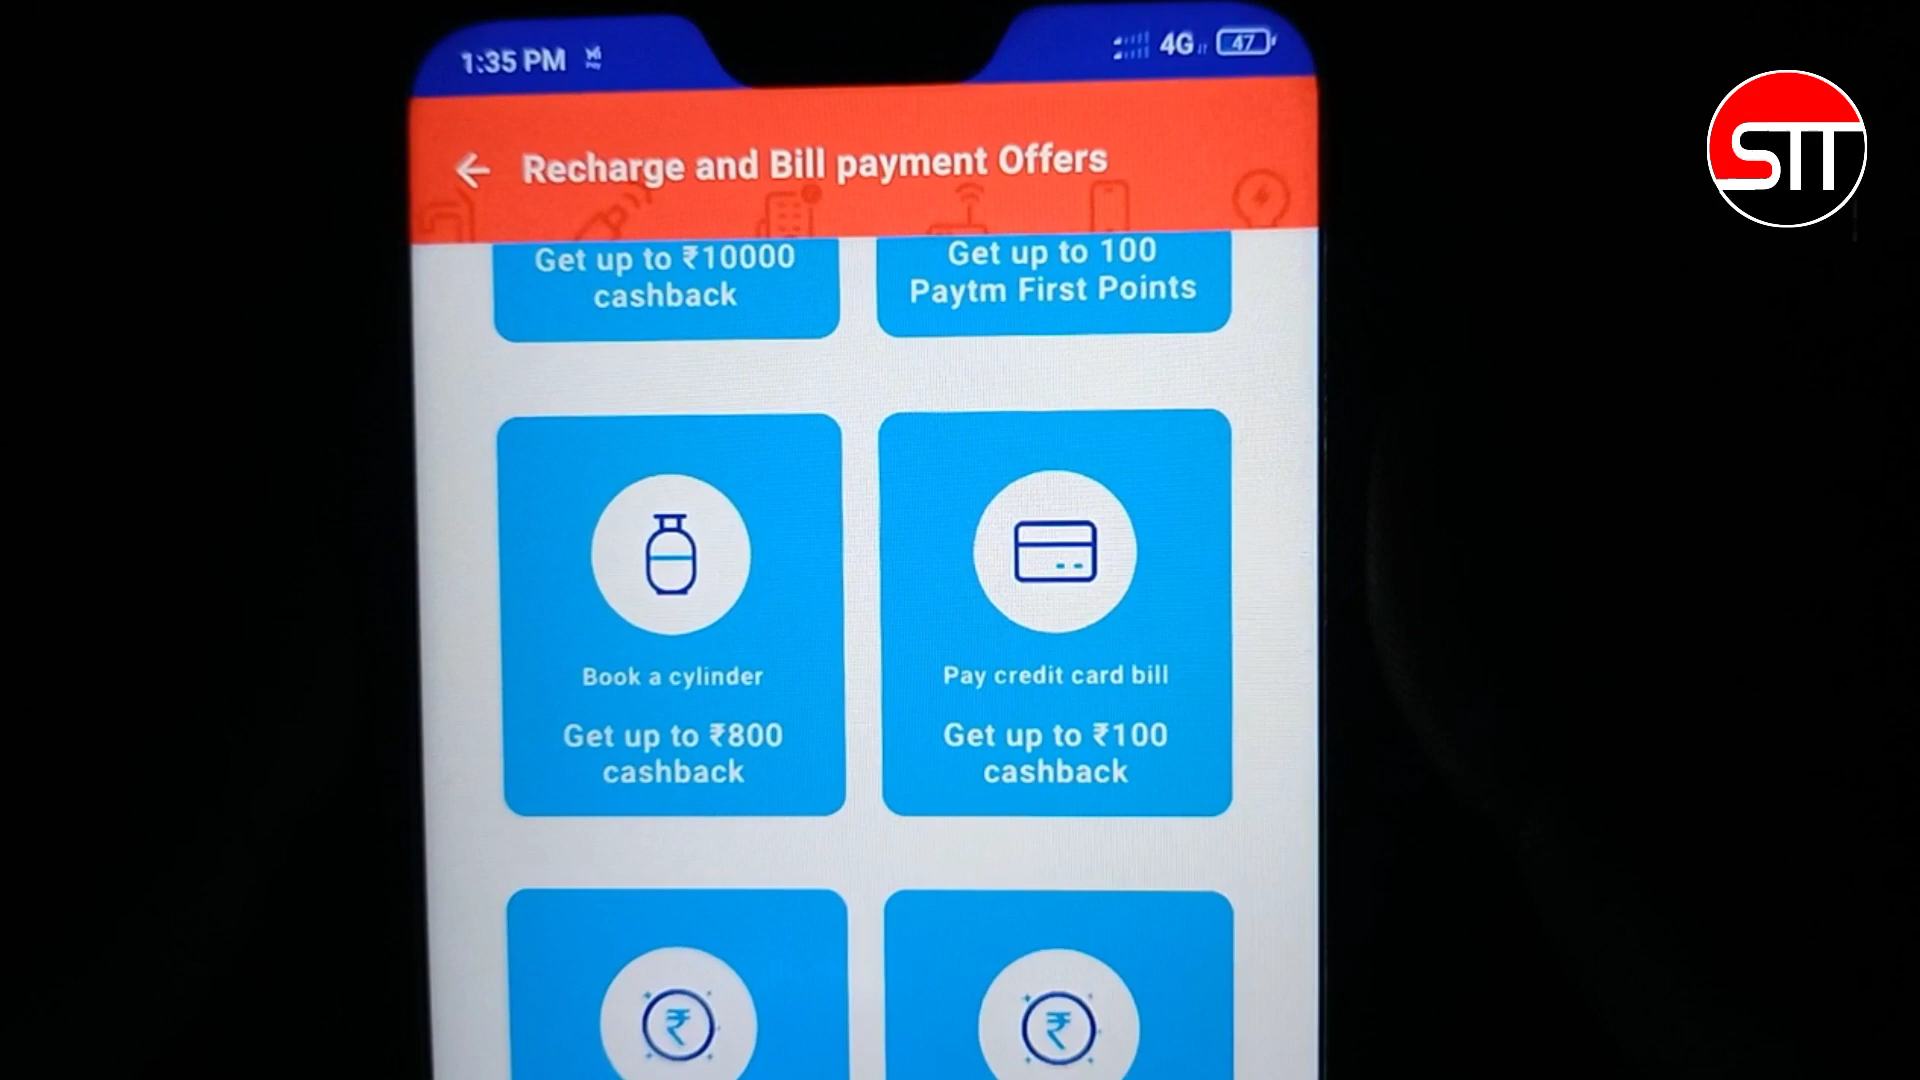 1:35 PM
4G 47
STT
Recharge and Bill payment Offers
Get up to ₹10000
cashback
Get up to 100
Paytm First Points
Book a cylinder
Get up to ₹800
cashback
Pay credit card bill
Get up to ₹100
cashback
₹
₹